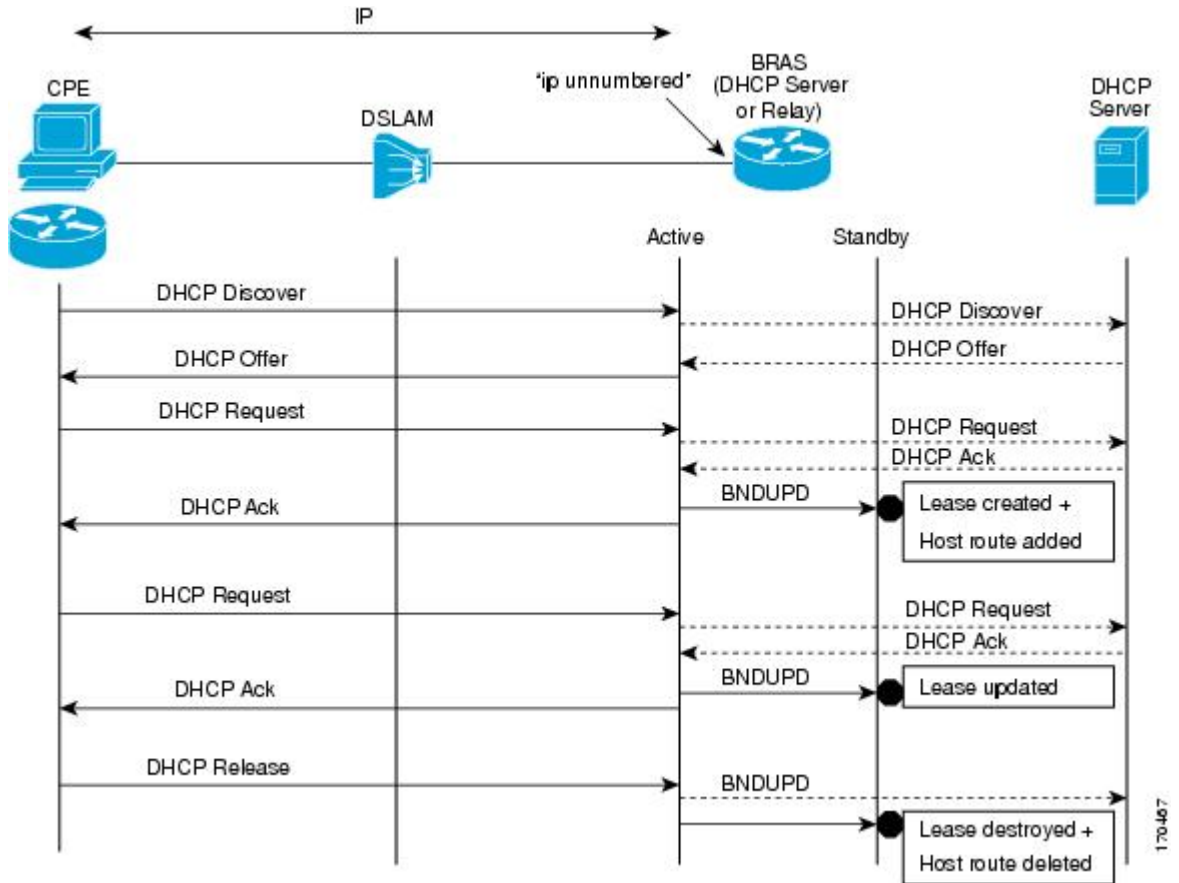 IP
CPE
DSLAM
"ip unnumbered"
BRAS
(DHCP Server
or Relay)
DHCP
Server
Active
Standby
DHCP Discover
DHCP Discover
DHCP Offer
DHCP Offer
DHCP Request
DHCP Request
DHCP Ack
BNDUPD
DHCP Ack
Lease created +
Host route added
DHCP Request
DHCP Request
DHCP Ack
BNDUPD
DHCP Ack
Lease updated
DHCP Release
BNDUPD
Lease destroyed +
Host route deleted
170467